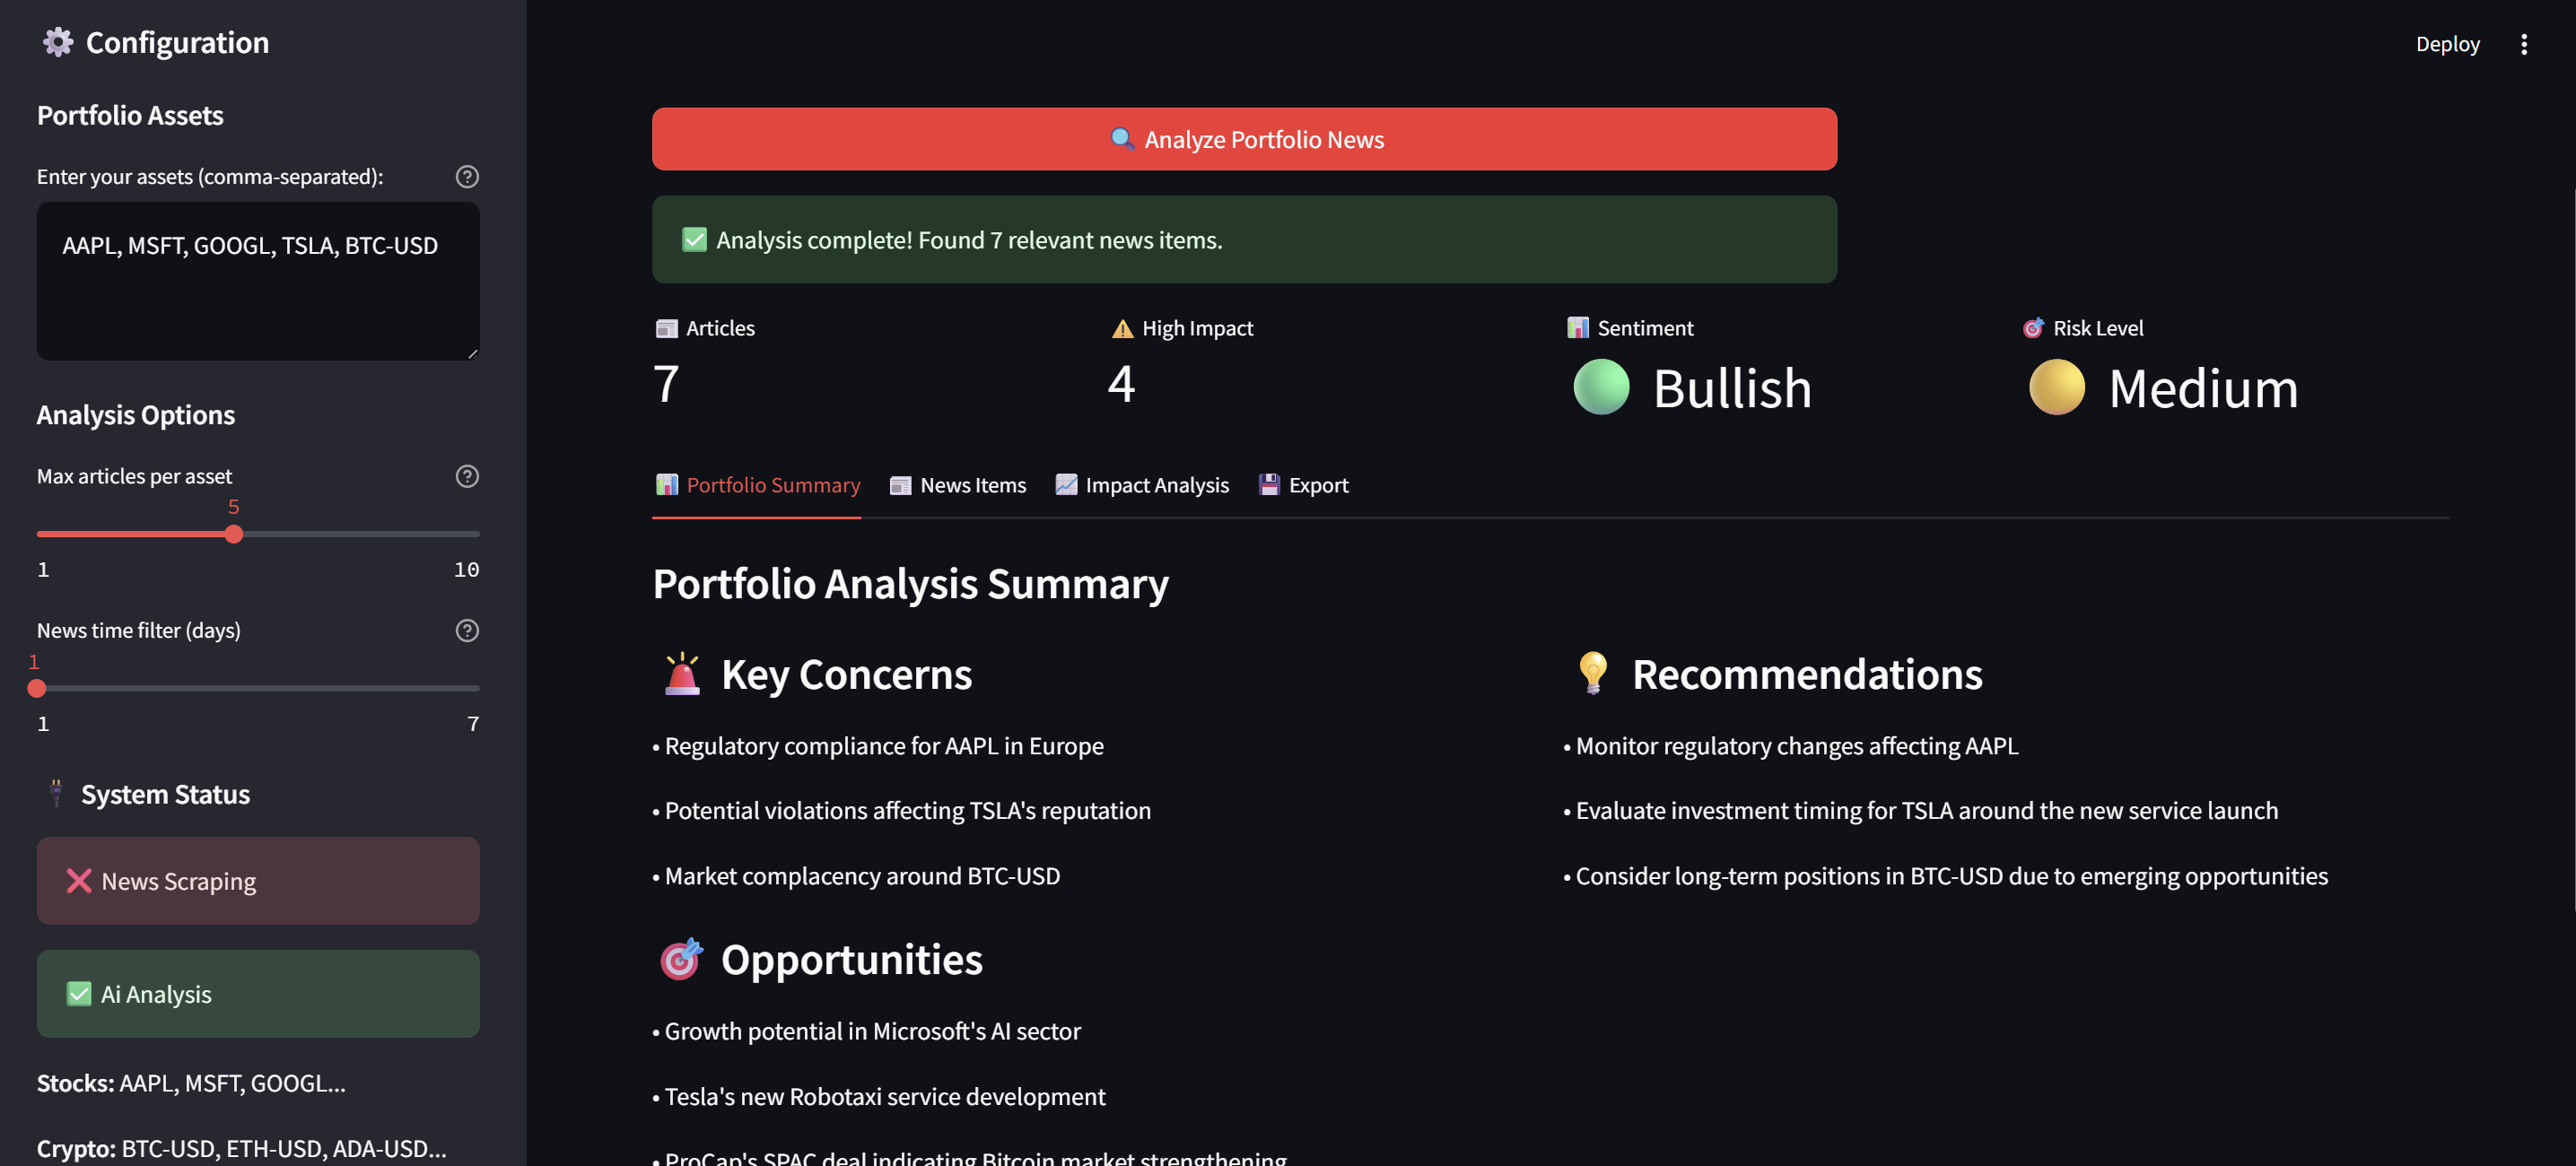 Configuration
Portfolio Assets
Enter your assets (comma-separated):
AAPL, MSFT, GOOGL, TSLA, BTC-USD
Analysis Options
Max articles per asset
5
1 10
News time filter (days)
1
1 7
System Status
News Scraping
Ai Analysis
Stocks: AAPL, MSFT, GOOGL...
Crypto: BTC-USD, ETH-USD, ADA-USD...
Deploy
Analyze Portfolio News
Analysis complete! Found 7 relevant news items.
Articles
7
High Impact
4
Sentiment
Bullish
Risk Level
Medium
Portfolio Summary News Items Impact Analysis Export
Portfolio Analysis Summary
Key Concerns
• Regulatory compliance for AAPL in Europe
• Potential violations affecting TSLA's reputation
• Market complacency around BTC-USD
Opportunities
• Growth potential in Microsoft's AI sector
• Tesla's new Robotaxi service development
• ProCap's SPAC deal indicating Bitcoin market strengthening
Recommendations
• Monitor regulatory changes affecting AAPL
• Evaluate investment timing for TSLA around the new service launch
• Consider long-term positions in BTC-USD due to emerging opportunities